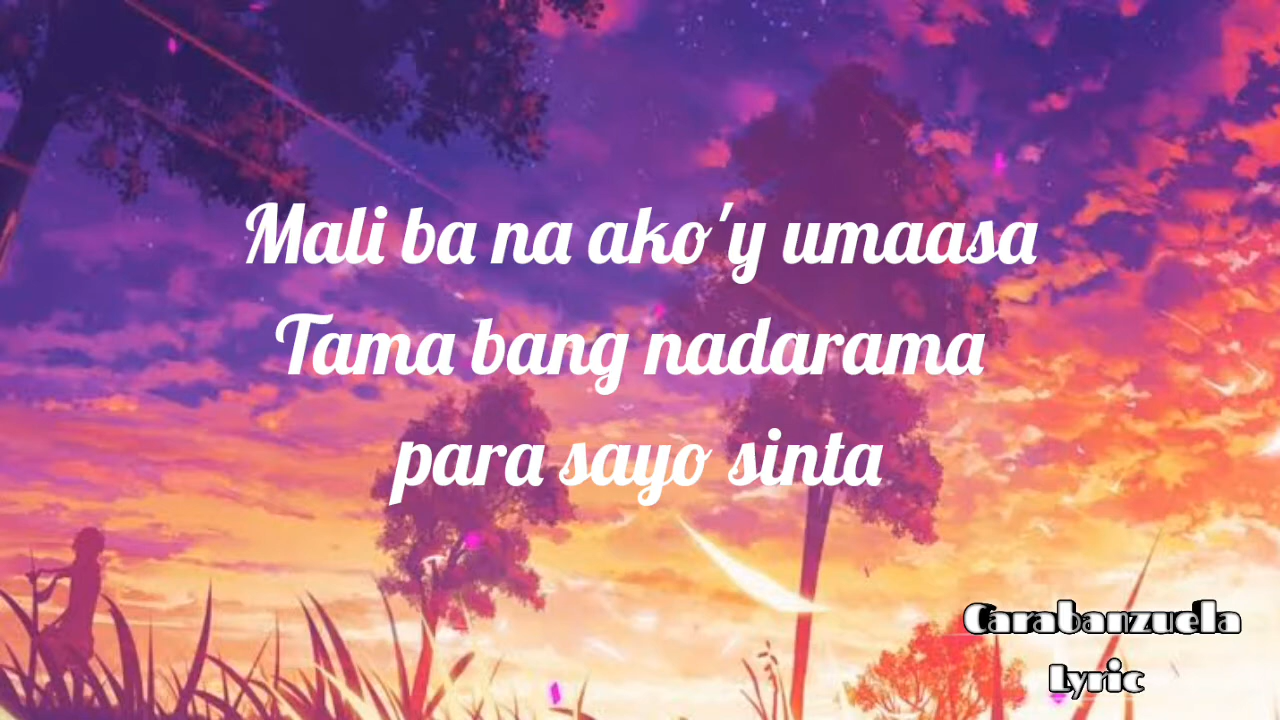 Mali ba na ako'y umaasa
Tama bang nadarama
para sayo sinta
Carabanzuela
Lyric